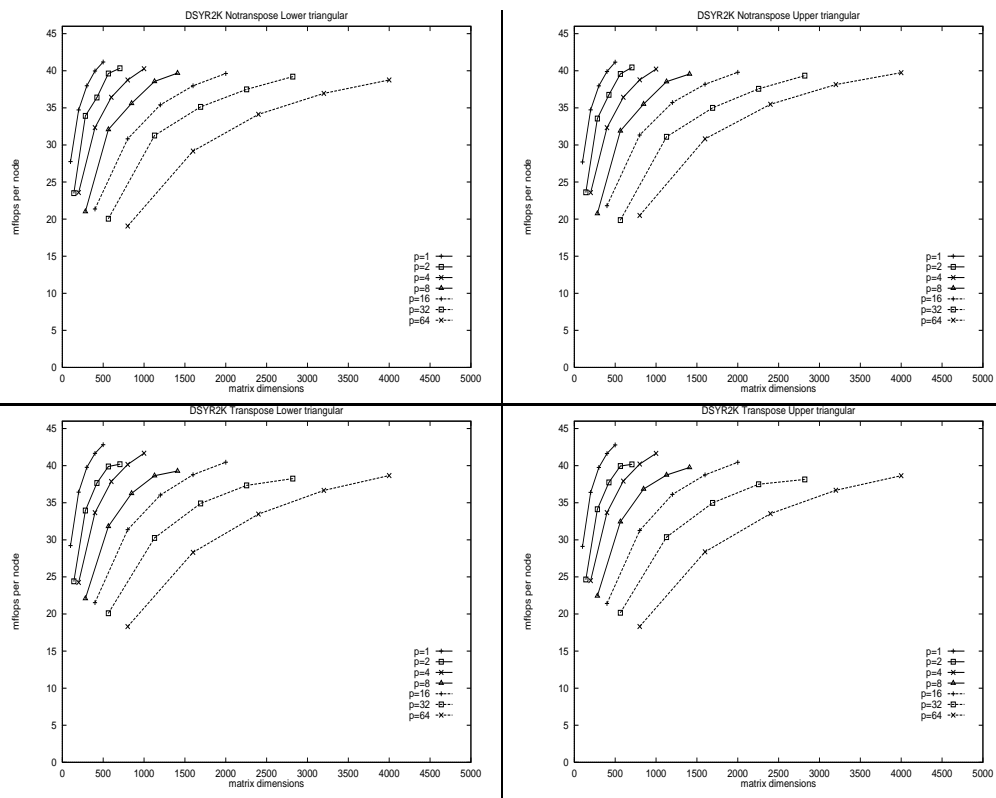 DSYR2K Notranspose Lower triangular
45
40
35
30
25
20
15
10
5
0
mflops per node
p=1
p=2
p=4
p=8
p=16
p=32
p=64
0 500 1000 1500 2000 2500 3000 3500 4000 4500 5000
matrix dimensions
DSYR2K Notranspose Upper triangular
45
40
35
30
25
20
15
10
5
0
mflops per node
p=1
p=2
p=4
p=8
p=16
p=32
p=64
0 500 1000 1500 2000 2500 3000 3500 4000 4500 5000
matrix dimensions
DSYR2K Transpose Lower triangular
45
40
35
30
25
20
15
10
5
0
mflops per node
p=1
p=2
p=4
p=8
p=16
p=32
p=64
0 500 1000 1500 2000 2500 3000 3500 4000 4500 5000
matrix dimensions
DSYR2K Transpose Upper triangular
45
40
35
30
25
20
15
10
5
0
mflops per node
p=1
p=2
p=4
p=8
p=16
p=32
p=64
0 500 1000 1500 2000 2500 3000 3500 4000 4500 5000
matrix dimensions